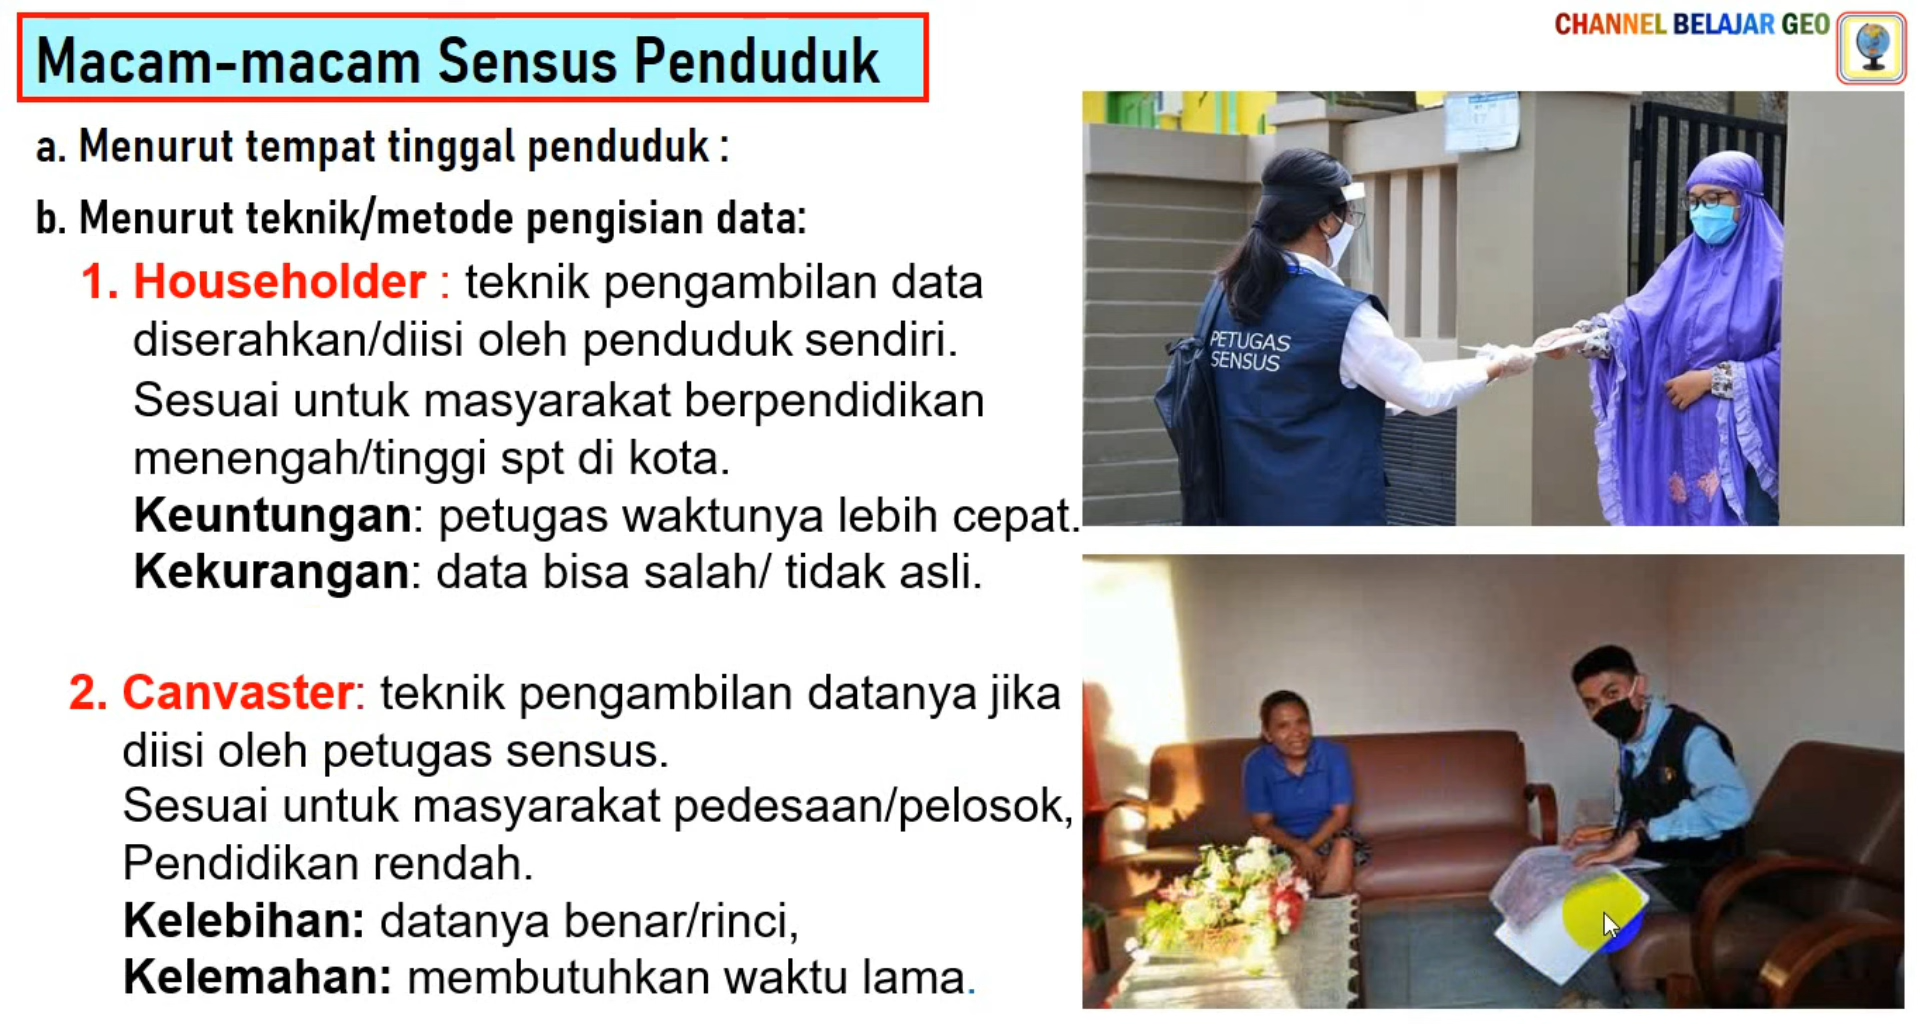 Macam-macam Sensus Penduduk
CHANNEL BELAJAR GEO
a. Menurut tempat tinggal penduduk :
b. Menurut teknik/metode pengisian data:
1. Householder : teknik pengambilan data
diserahkan/diisi oleh penduduk sendiri.
Sesuai untuk masyarakat berpendidikan
menengah/tinggi spt di kota.
Keuntungan: petugas waktunya lebih cepat.
Kekurangan: data bisa salah/ tidak asli.
2. Canvaster: teknik pengambilan datanya jika
diisi oleh petugas sensus.
Sesuai untuk masyarakat pedesaan/pelosok,
Pendidikan rendah.
Kelebihan: datanya benar/rinci,
Kelemahan: membutuhkan waktu lama.
PETUGAS
SENSUS